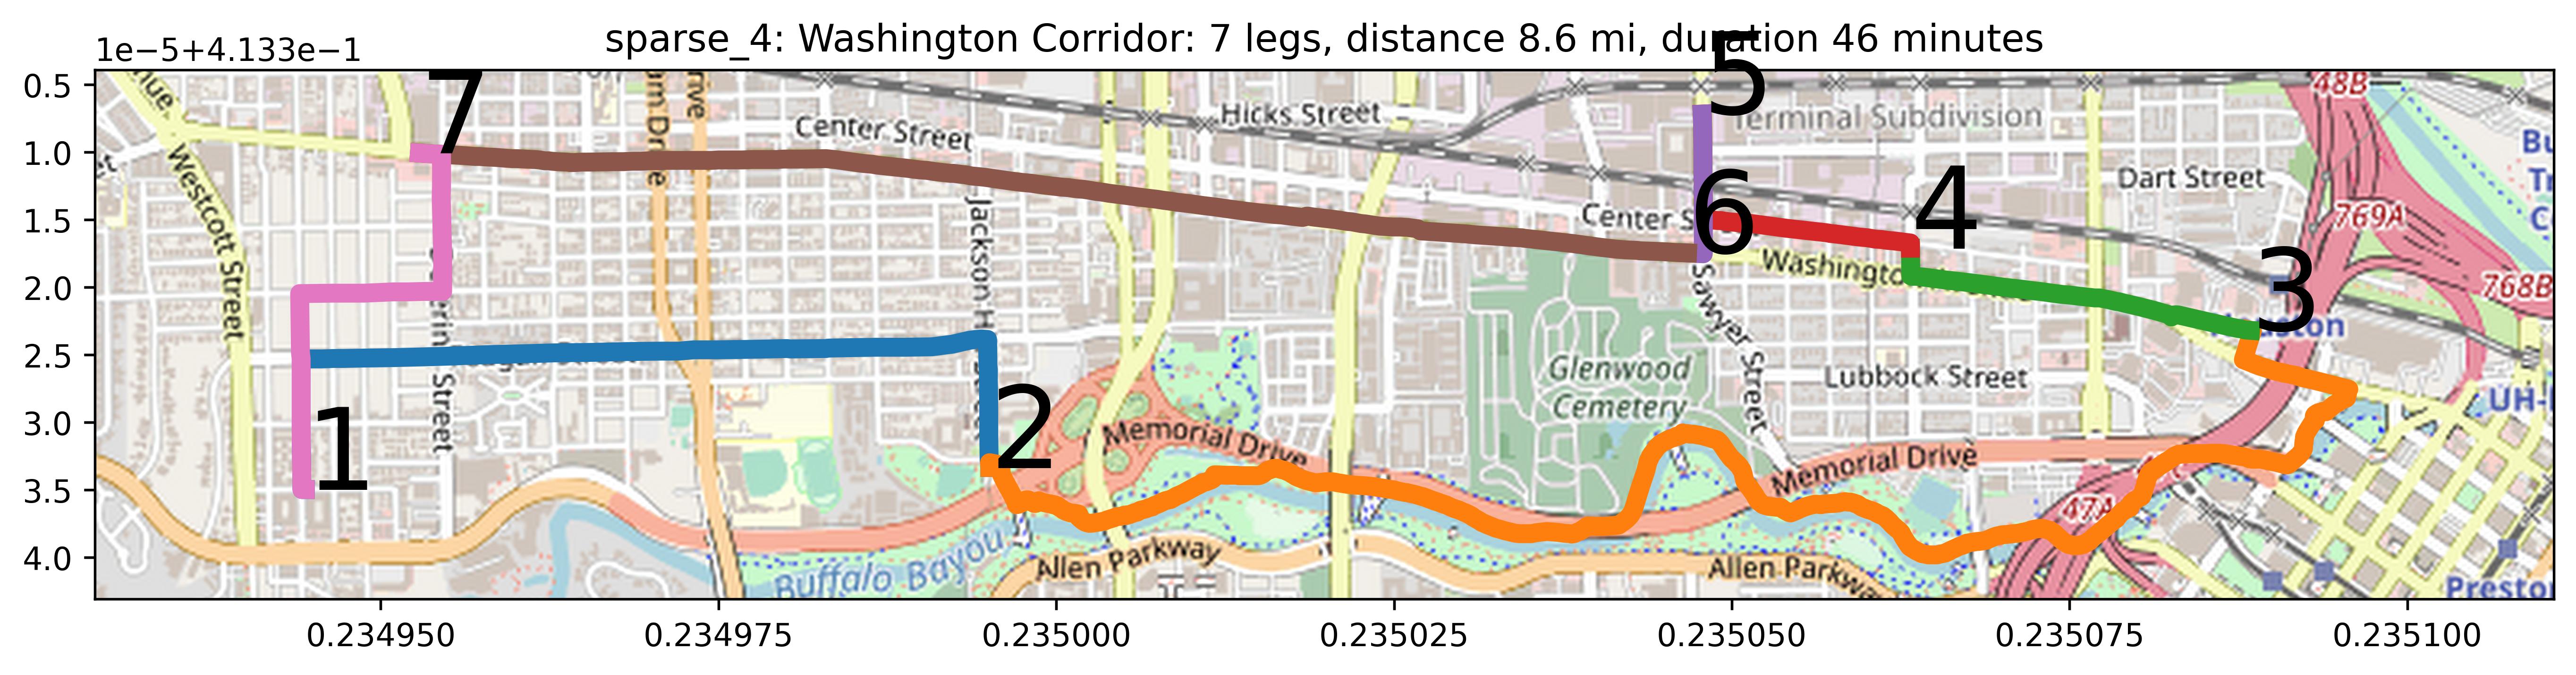 sparse_4: Washington Corridor: 7 legs, distance 8.6 mi, duration 46 minutes
1e−5+4.133e−1
0.5
1.0
1.5
2.0
2.5
3.0
3.5
4.0
5
7
48B
Hicks Street
Terminal Subdivision
Center Street
Dart Street
Westcott Street
6
4
769A
Jackson
3
768B
Washington
Sawyer Street
Glenwood
Cemetery
Lubbock Street
Street
UH-
2
1
Memorial Drive
Memorial Drive
47A
Buffalo Bayou
Allen Parkway
Allen Parkway
Preston
0.234950
0.234975
0.235000
0.235025
0.235050
0.235075
0.235100